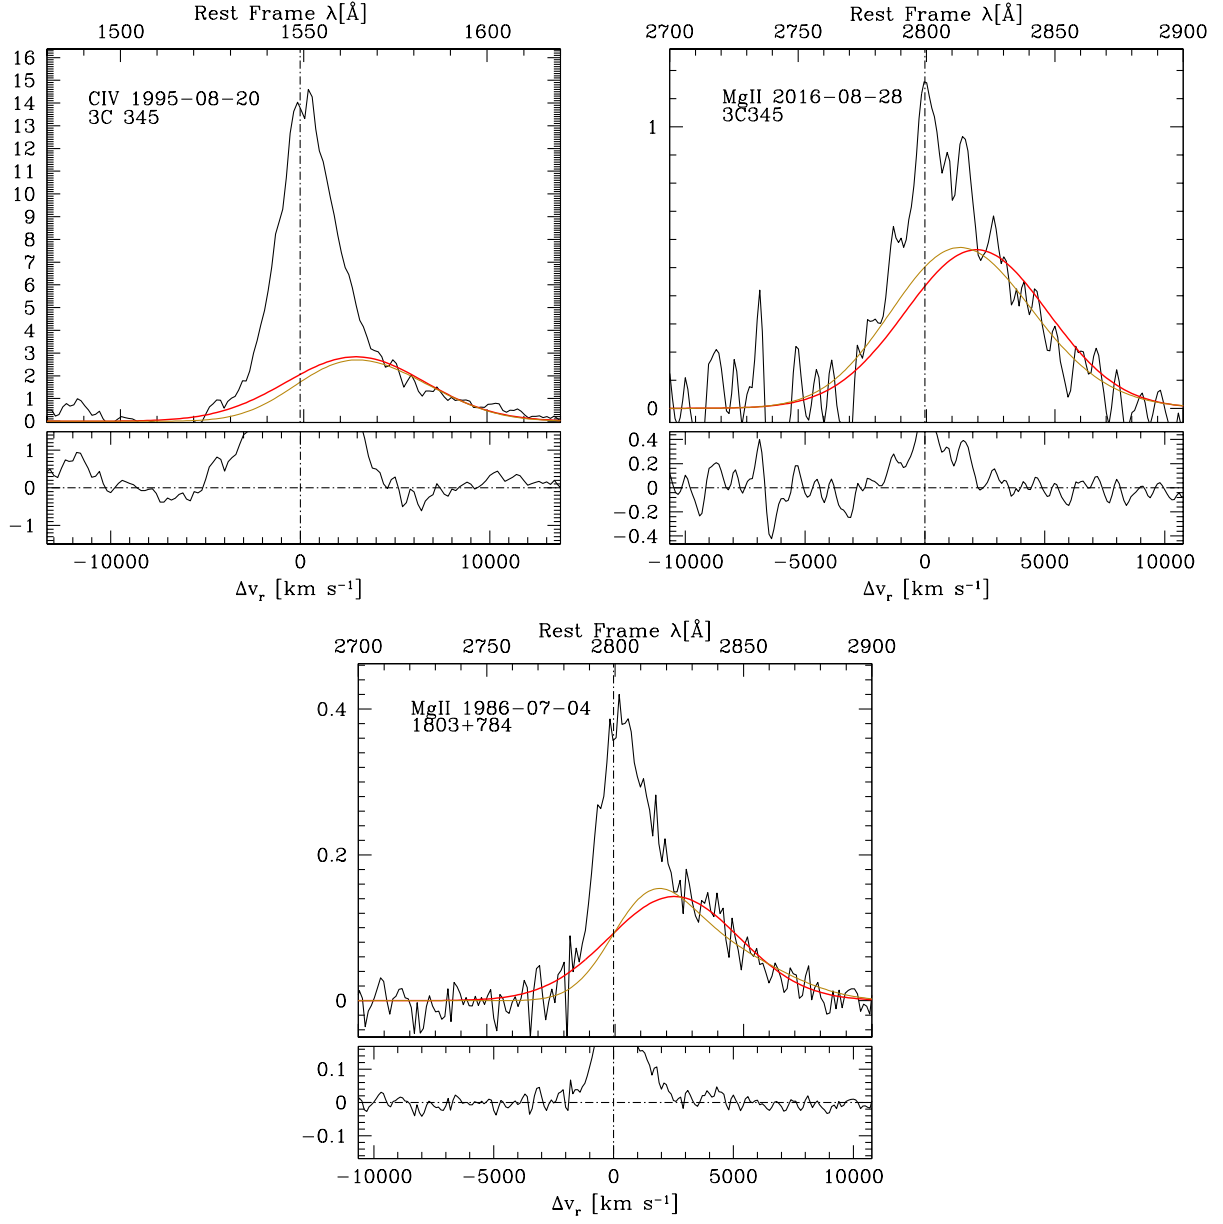 Rest Frame λ[Å]
1500 1550 1600
16
15
14
13
12
11
10
9
8
7
6
5
4
3
2
1
0
CIV 1995−08−20
3C 345
1
0
−1
−10000 0 10000
Δv_r [km s⁻¹]
Rest Frame λ[Å]
2700 2750 2800 2850 2900
1
0
MgII 2016−08−28
3C345
0.4
0.2
0
−0.2
−0.4
−10000 −5000 0 5000 10000
Δv_r [km s⁻¹]
Rest Frame λ[Å]
2700 2750 2800 2850 2900
0.4
0.2
0
MgII 1986−07−04
1803+784
0.1
0
−0.1
−10000 −5000 0 5000 10000
Δv_r [km s⁻¹]